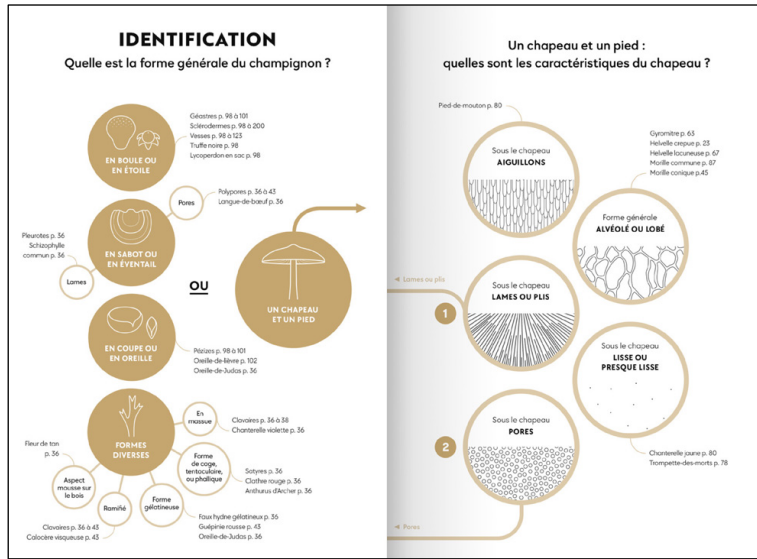 IDENTIFICATION
Quelle est la forme générale du champignon ?
EN BOULE OU
EN ÉTOILE
Géastres p. 98 à 101
Sclérodermes p. 98 à 200
Vesses p. 98 à 123
Truffe noire p. 98
Lycoperdon en sac p. 98
EN SABOT OU
EN ÉVENTAIL
Pores
Polypores p. 36 à 43
Langue-de-bœuf p. 36
Pleurotes p. 36
Schizophylle
commun p. 36
Lames
OU
UN CHAPEAU
ET UN PIED
EN COUPE OU
EN OREILLE
Pézizes p. 98 à 101
Oreille-de-lièvre p. 102
Oreille-de-Judas p. 36
FORMES
DIVERSES
En
massue
Clavaires p. 36 à 38
Chanterelle violette p. 36
Forme
de cage,
tentaculaire,
ou phallique
Satyres p. 36
Clathre rouge p. 36
Anthurus d'Archer p. 36
Forme
gélatineuse
Faux hydne gélatineux p. 36
Guépinie rousse p. 43
Oreille-de-Judas p. 36
Ramifié
Clavaires p. 36 à 43
Calocère visqueuse p. 43
Aspect
mousse sur
le bois
Fleur de tan
p. 36
Un chapeau et un pied :
quelles sont les caractéristiques du chapeau ?
Pied-de-mouton p. 80
Sous le chapeau
AIGUILLONS
Gyromitre p. 63
Helvelle crépue p. 23
Helvelle lacuneuse p. 67
Morille commune p. 87
Morille conique p.45
Forme générale
ALVÉOLÉ OU LOBÉ
◄ Lames ou plis
1
Sous le chapeau
LAMES OU PLIS
Sous le chapeau
LISSE OU
PRESQUE LISSE
Chanterelle jaune p. 80
Trompette-des-morts p. 78
2
Sous le chapeau
PORES
◄ Pores